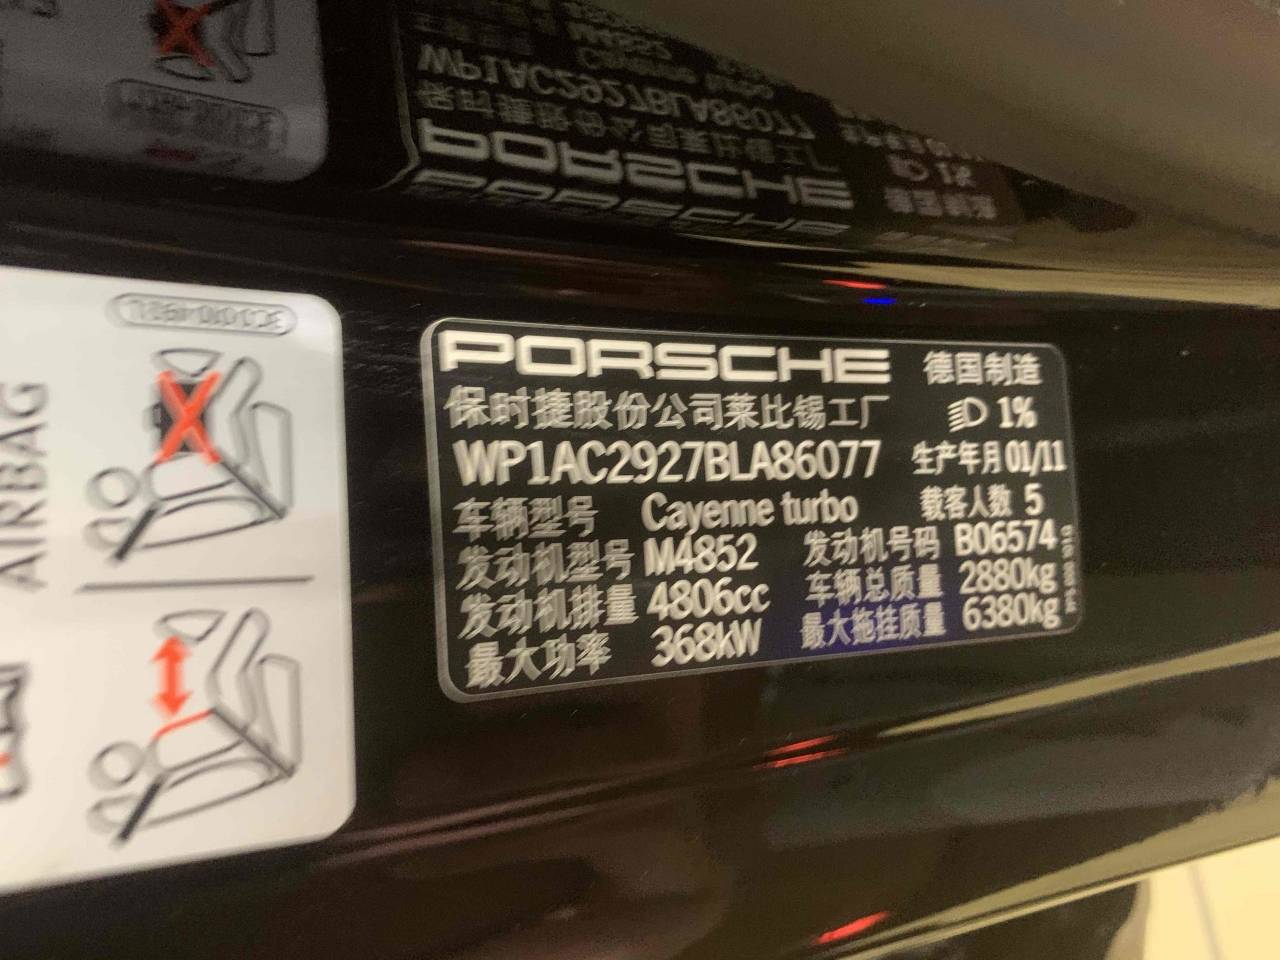 PORSCHE 德国制造
保时捷股份公司莱比锡工厂 1%
WP1AC2927BLA86077 生产年月 01/11
车辆型号 Cayenne turbo 载客人数 5
发动机型号 M4852 发动机号码 B06574
发动机排量 4806cc 车辆总质量 2880kg
最大功率 368kW 最大拖挂质量 6380kg
AIRBAG